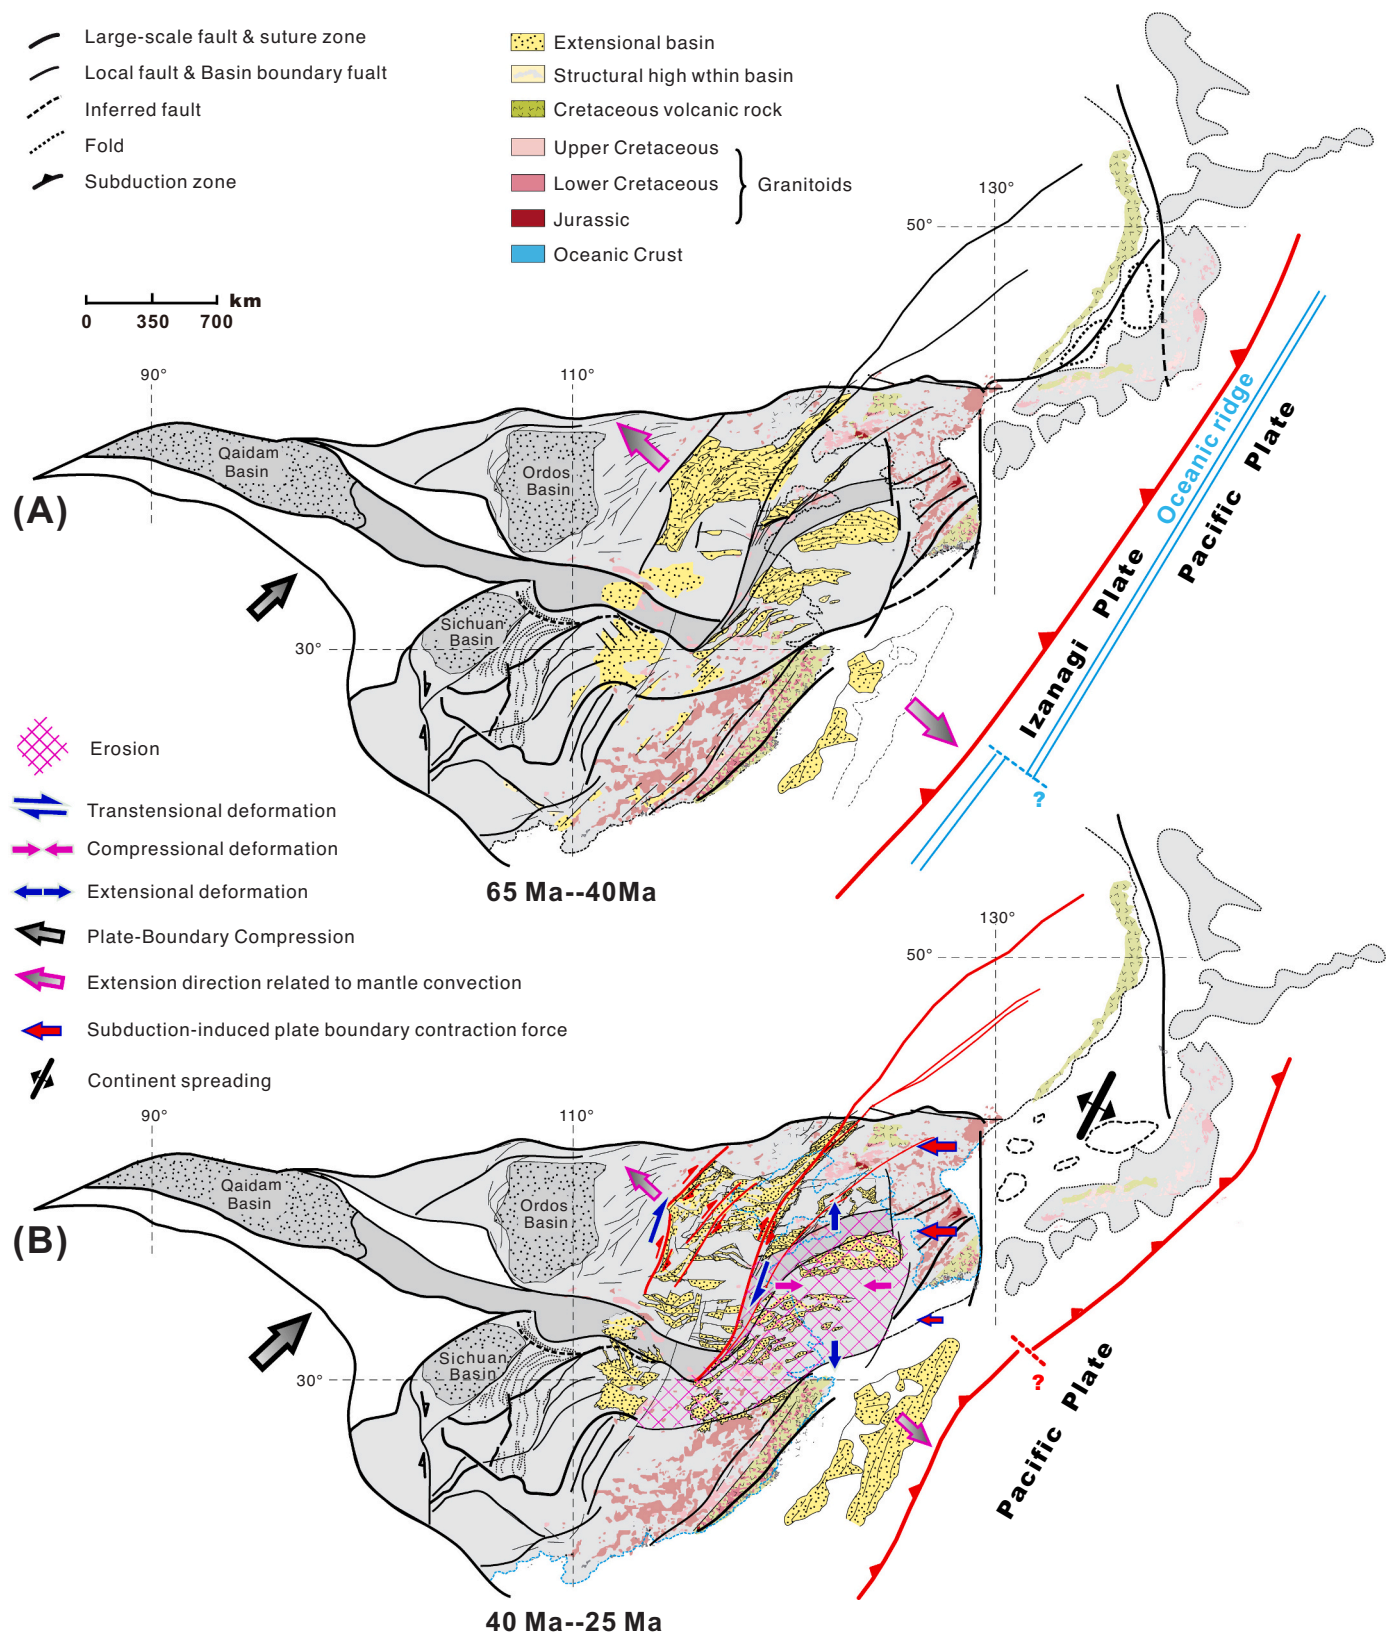 Large-scale fault & suture zone
Local fault & Basin boundary fualt
Inferred fault
Fold
Subduction zone
Extensional basin
Structural high wthin basin
Cretaceous volcanic rock
Upper Cretaceous
Lower Cretaceous
Jurassic
Granitoids
Oceanic Crust
km
0 350 700
130°
50°
90°
110°
30°
Qaidam
Basin
Ordos
Basin
Sichuan
Basin
(A)
Oceanic ridge
Izanagi Plate
Pacific Plate
?
65 Ma--40Ma
Erosion
Transtensional deformation
Compressional deformation
Extensional deformation
Plate-Boundary Compression
Extension direction related to mantle convection
Subduction-induced plate boundary contraction force
Continent spreading
130°
50°
90°
110°
30°
Qaidam
Basin
Ordos
Basin
Sichuan
Basin
(B)
?
Pacific Plate
40 Ma--25 Ma